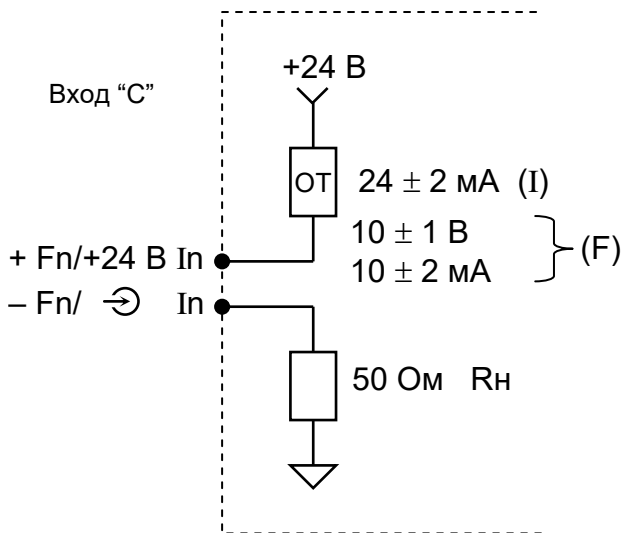 +24 В
Вход “С”
ОТ
24 ± 2 мА (I)
10 ± 1 В
10 ± 2 мА
(F)
+ Fn/+24 В In
– Fn/ In
50 Ом Rн